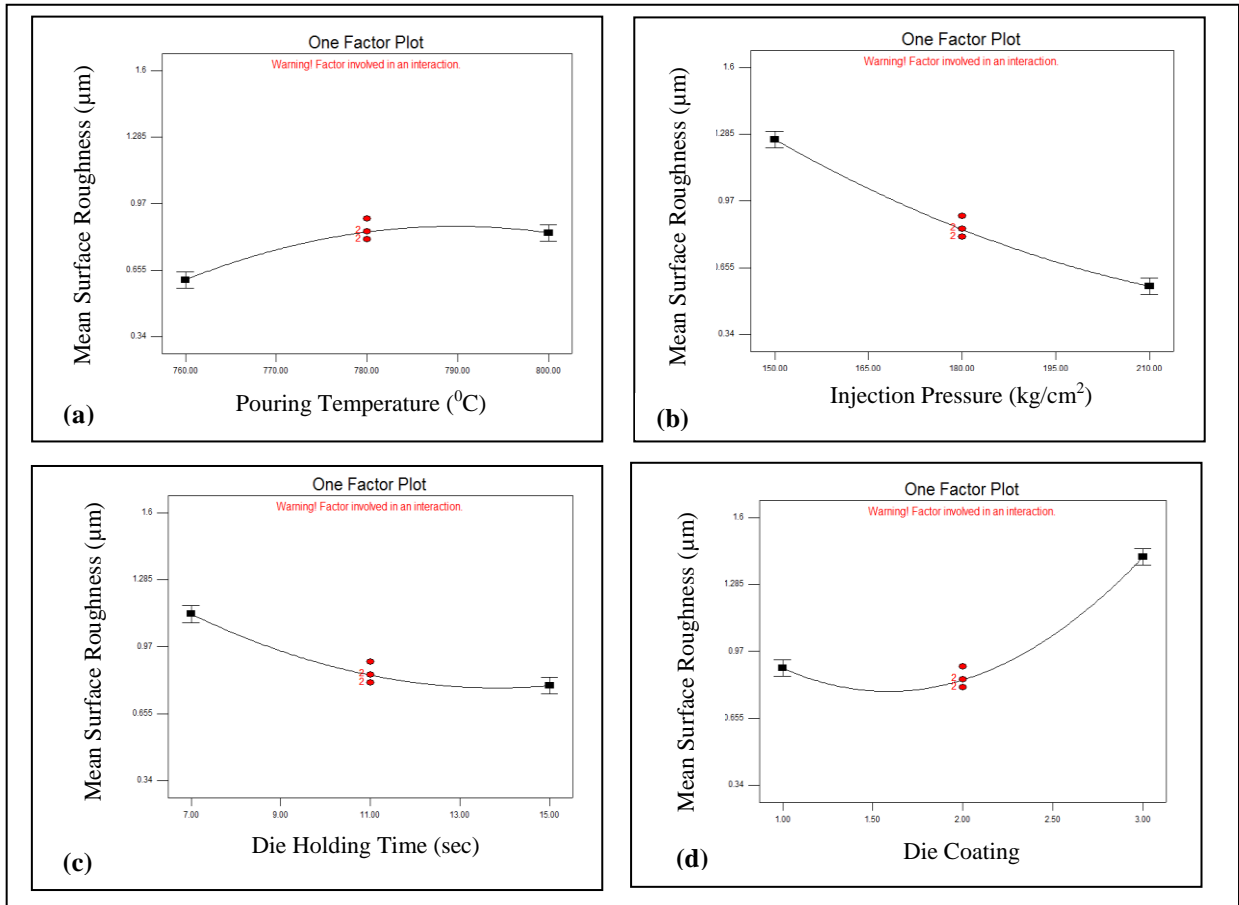 One Factor Plot
Warning! Factor involved in an interaction.
Mean Surface Roughness (µm)
1.6
1.285
0.97
0.655
0.34
2
2
760.00 770.00 780.00 790.00 800.00
Pouring Temperature (⁰C)
(a)
One Factor Plot
Warning! Factor involved in an interaction.
Mean Surface Roughness (µm)
1.6
1.285
0.97
0.655
0.34
2
2
150.00 165.00 180.00 195.00 210.00
Injection Pressure (kg/cm²)
(b)
One Factor Plot
Warning! Factor involved in an interaction.
Mean Surface Roughness (µm)
1.6
1.285
0.97
0.655
0.34
2
2
7.00 9.00 11.00 13.00 15.00
Die Holding Time (sec)
(c)
One Factor Plot
Warning! Factor involved in an interaction.
Mean Surface Roughness (µm)
1.6
1.285
0.97
0.655
0.34
2
2
1.00 1.50 2.00 2.50 3.00
Die Coating
(d)